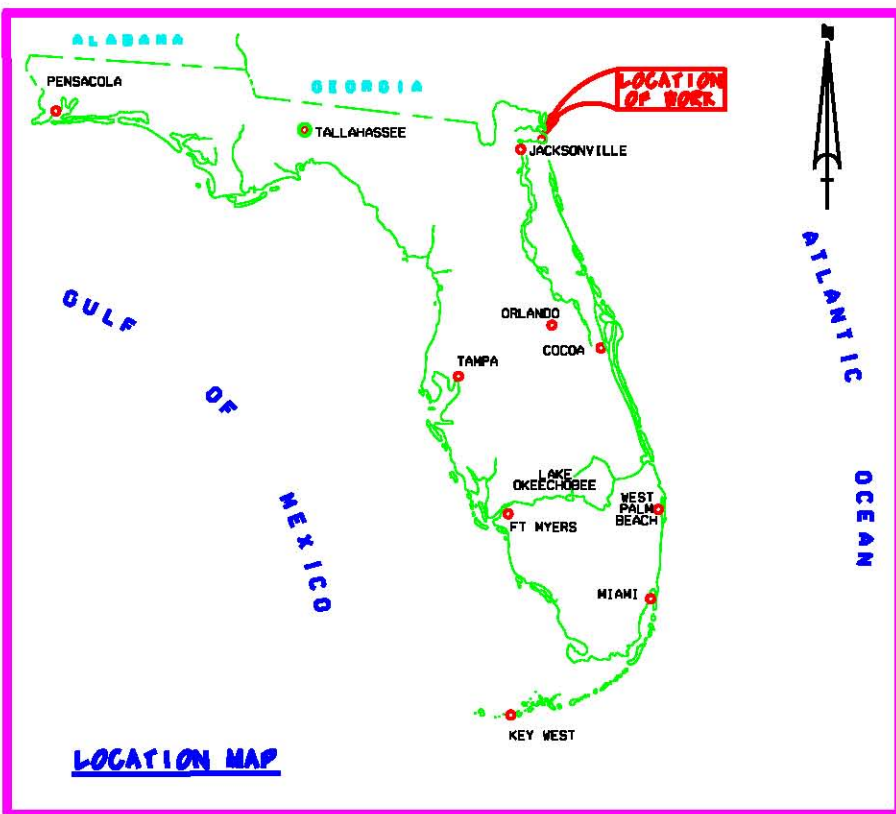 ALABAMA
GEORGIA
LOCATION
OF WORK
N
PENSACOLA
TALLAHASSEE
JACKSONVILLE
ATLANTIC
OCEAN
GULF
OF
MEXICO
ORLANDO
COCOA
TAMPA
LAKE
OKEECHOBEE
WEST
PALM
BEACH
FT MYERS
MIAMI
KEY WEST
LOCATION MAP